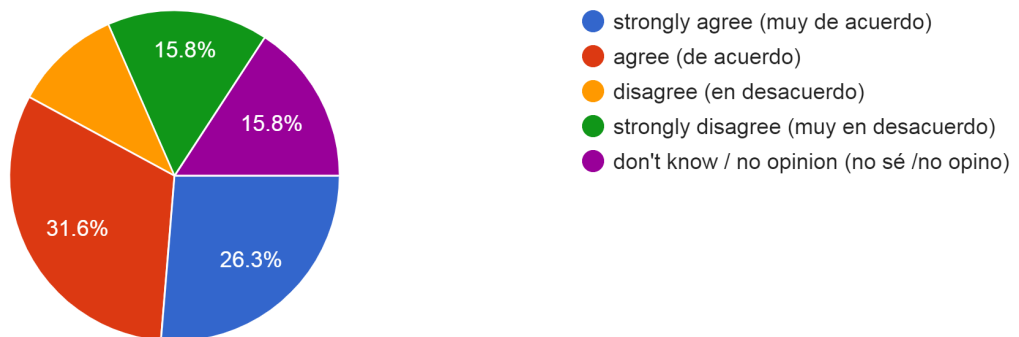 15.8%
15.8%
31.6%
26.3%
strongly agree (muy de acuerdo)
agree (de acuerdo)
disagree (en desacuerdo)
strongly disagree (muy en desacuerdo)
don't know / no opinion (no sé /no opino)